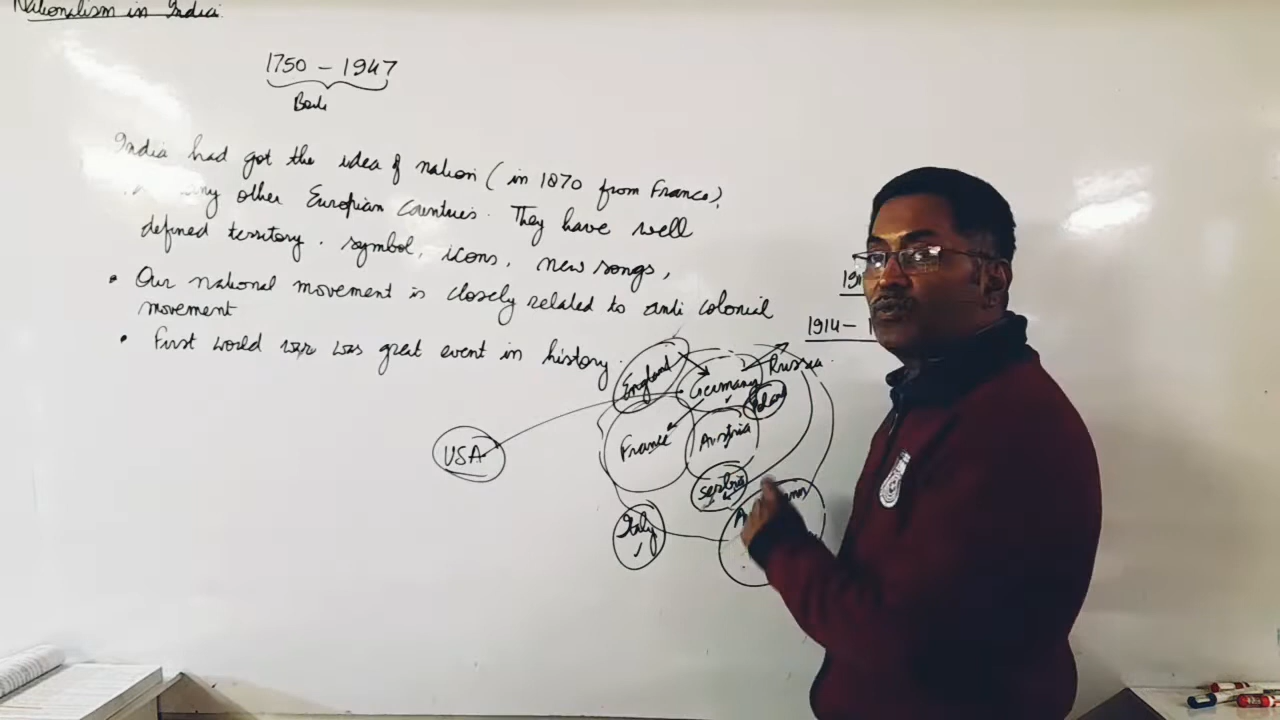 Nationalism in India
1750 - 1947
India had got the idea of nation ( in 1870 from France),
other European Countries. They have well
defined territory, symbol, icons, new songs,
• Our national movement is closely related to anti colonial
movement
• First world war was great event in history.
England
Germany
Russia
Poland
USA
France
Austria
Serbia
Italy
1914-